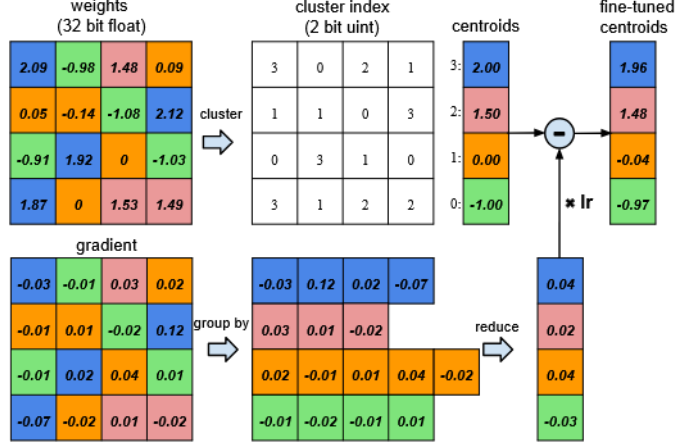 weights
(32 bit float)
cluster index
(2 bit uint)
centroids
fine-tuned
centroids
2.09 -0.98 1.48 0.09
0.05 -0.14 -1.08 2.12
-0.91 1.92 0 -1.03
1.87 0 1.53 1.49
cluster
3 0 2 1
1 1 0 3
0 3 1 0
3 1 2 2
3: 2.00
2: 1.50
1: 0.00
0: -1.00
-
× lr
1.96
1.48
-0.04
-0.97
gradient
-0.03 -0.01 0.03 0.02
-0.01 0.01 -0.02 0.12
-0.01 0.02 0.04 0.01
-0.07 -0.02 0.01 -0.02
group by
-0.03 0.12 0.02 -0.07
0.03 0.01 -0.02
0.02 -0.01 0.01 0.04 -0.02
-0.01 -0.02 -0.01 0.01
reduce
0.04
0.02
0.04
-0.03